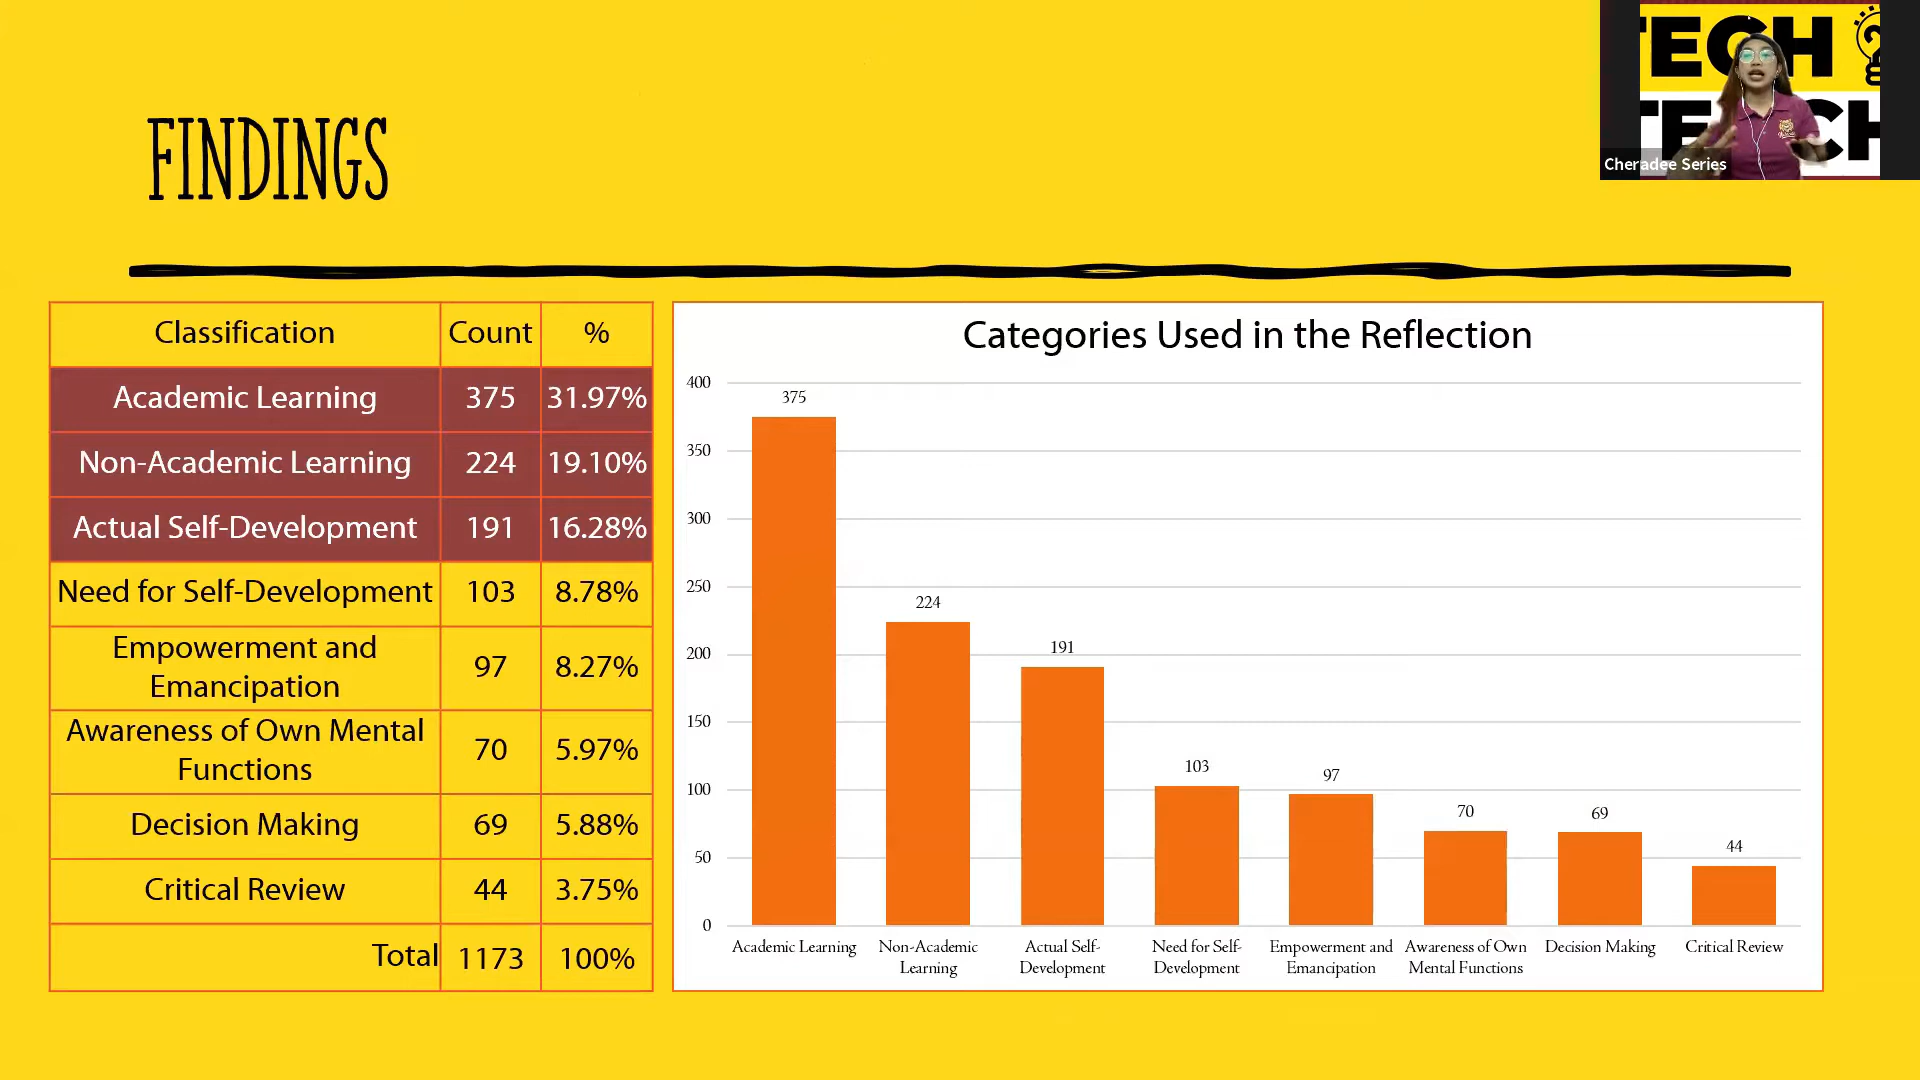 TECH
TECH
Cheradee Series
FINDINGS
Classification Count %
Academic Learning 375 31.97%
Non-Academic Learning 224 19.10%
Actual Self-Development 191 16.28%
Need for Self-Development 103 8.78%
Empowerment and
Emancipation 97 8.27%
Awareness of Own Mental
Functions 70 5.97%
Decision Making 69 5.88%
Critical Review 44 3.75%
Total 1173 100%
Categories Used in the Reflection
400
350
300
250
200
150
100
50
0
375
224
191
103
97
70
69
44
Academic Learning
Non-Academic
Learning
Actual Self-
Development
Need for Self-
Development
Empowerment and
Emancipation
Awareness of Own
Mental Functions
Decision Making
Critical Review